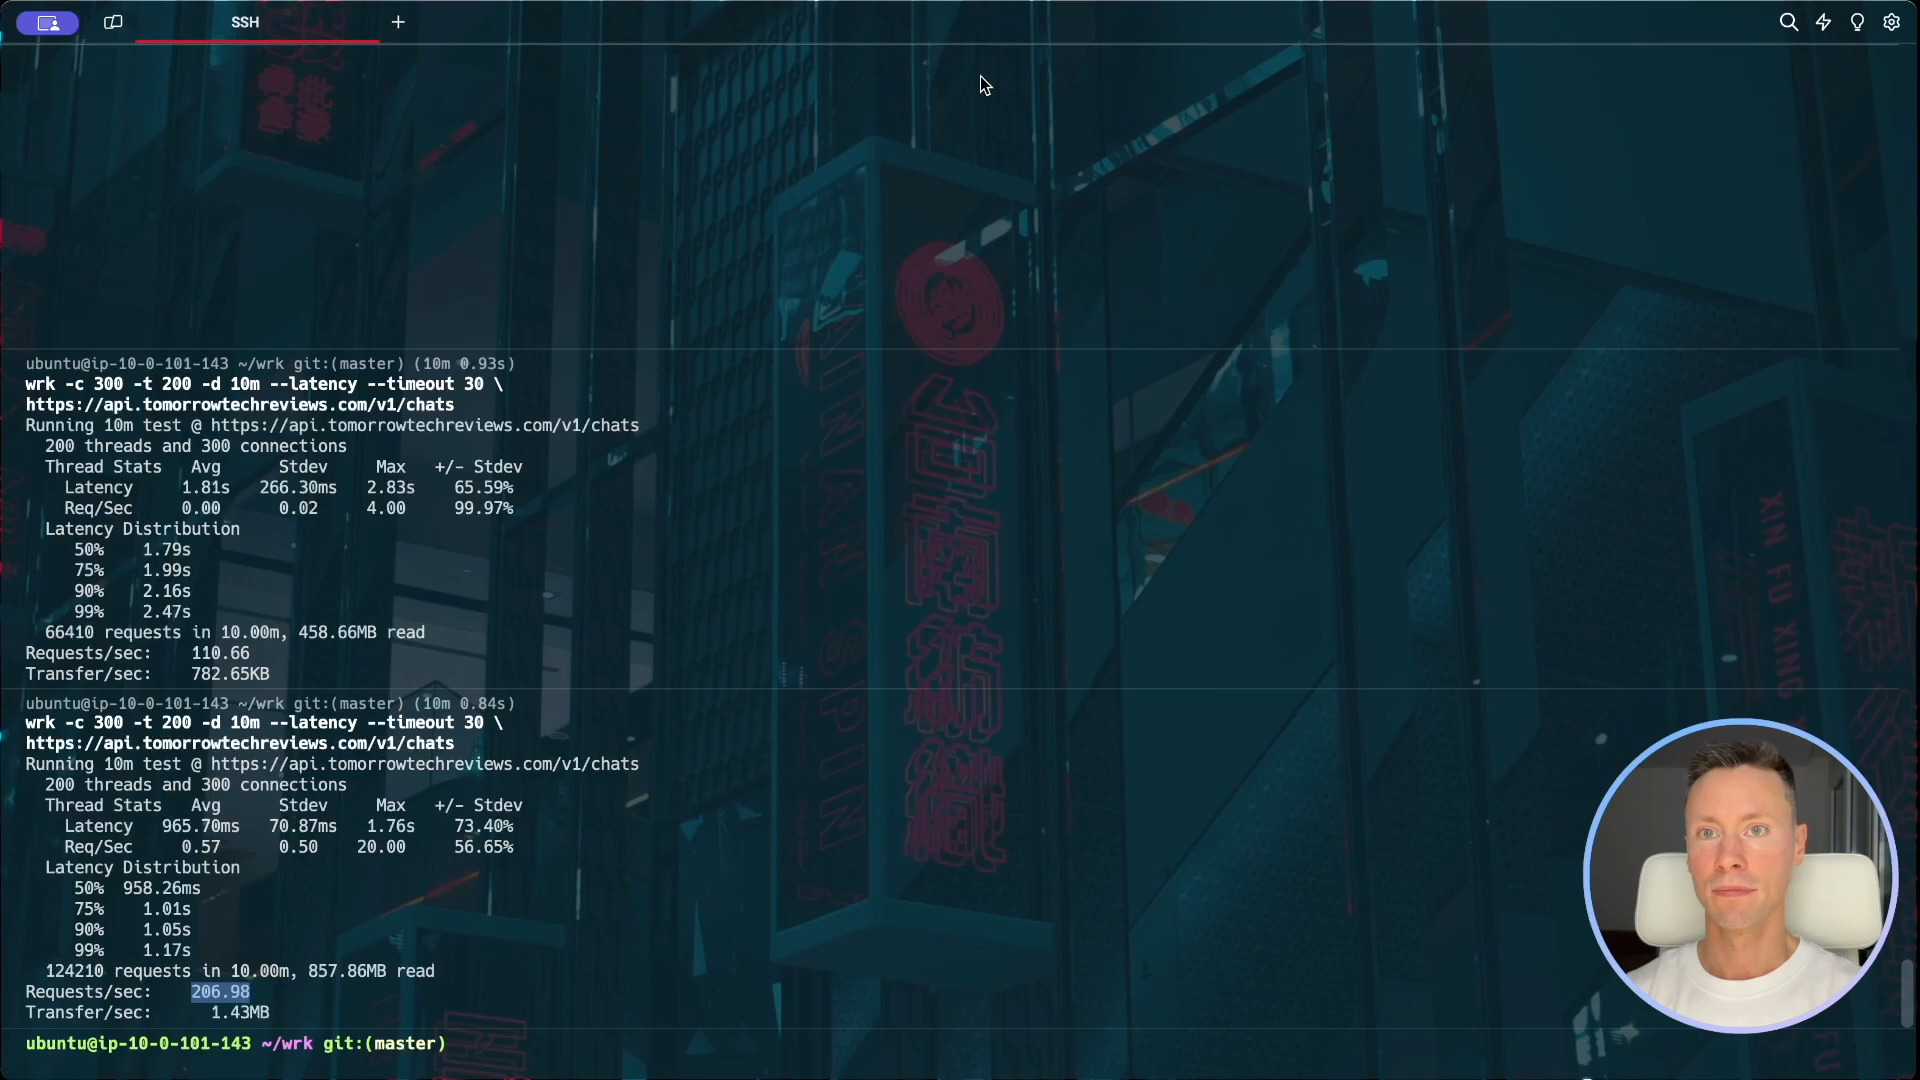 SSH
ubuntu@ip-10-0-101-143 ~/wrk git:(master) (10m 0.93s)
wrk -c 300 -t 200 -d 10m --latency --timeout 30 \
https://api.tomorrowtechreviews.com/v1/chats
Running 10m test @ https://api.tomorrowtechreviews.com/v1/chats
200 threads and 300 connections
Thread Stats Avg Stdev Max +/- Stdev
Latency 1.81s 266.30ms 2.83s 65.59%
Req/Sec 0.00 0.02 4.00 99.97%
Latency Distribution
50% 1.79s
75% 1.99s
90% 2.16s
99% 2.47s
66410 requests in 10.00m, 458.66MB read
Requests/sec: 110.66
Transfer/sec: 782.65KB
ubuntu@ip-10-0-101-143 ~/wrk git:(master) (10m 0.84s)
wrk -c 300 -t 200 -d 10m --latency --timeout 30 \
https://api.tomorrowtechreviews.com/v1/chats
Running 10m test @ https://api.tomorrowtechreviews.com/v1/chats
200 threads and 300 connections
Thread Stats Avg Stdev Max +/- Stdev
Latency 965.70ms 70.87ms 1.76s 73.40%
Req/Sec 0.57 0.50 20.00 56.65%
Latency Distribution
50% 958.26ms
75% 1.01s
90% 1.05s
99% 1.17s
124210 requests in 10.00m, 857.86MB read
Requests/sec: 206.98
Transfer/sec: 1.43MB
ubuntu@ip-10-0-101-143 ~/wrk git:(master)
XIN FU XING